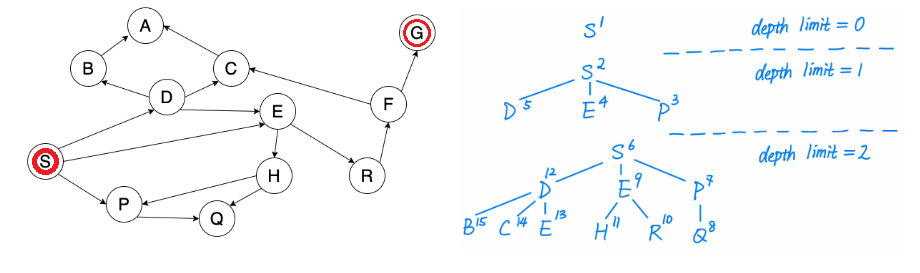 A
G
B
C
D
E
F
S
H
R
P
Q
S 1
depth limit = 0
S 2
depth limit = 1
D 5
E 4
P 3
S 6
depth limit = 2
D 12
E 9
P 7
B 15
C 14
E 13
H 11
R 10
Q 8